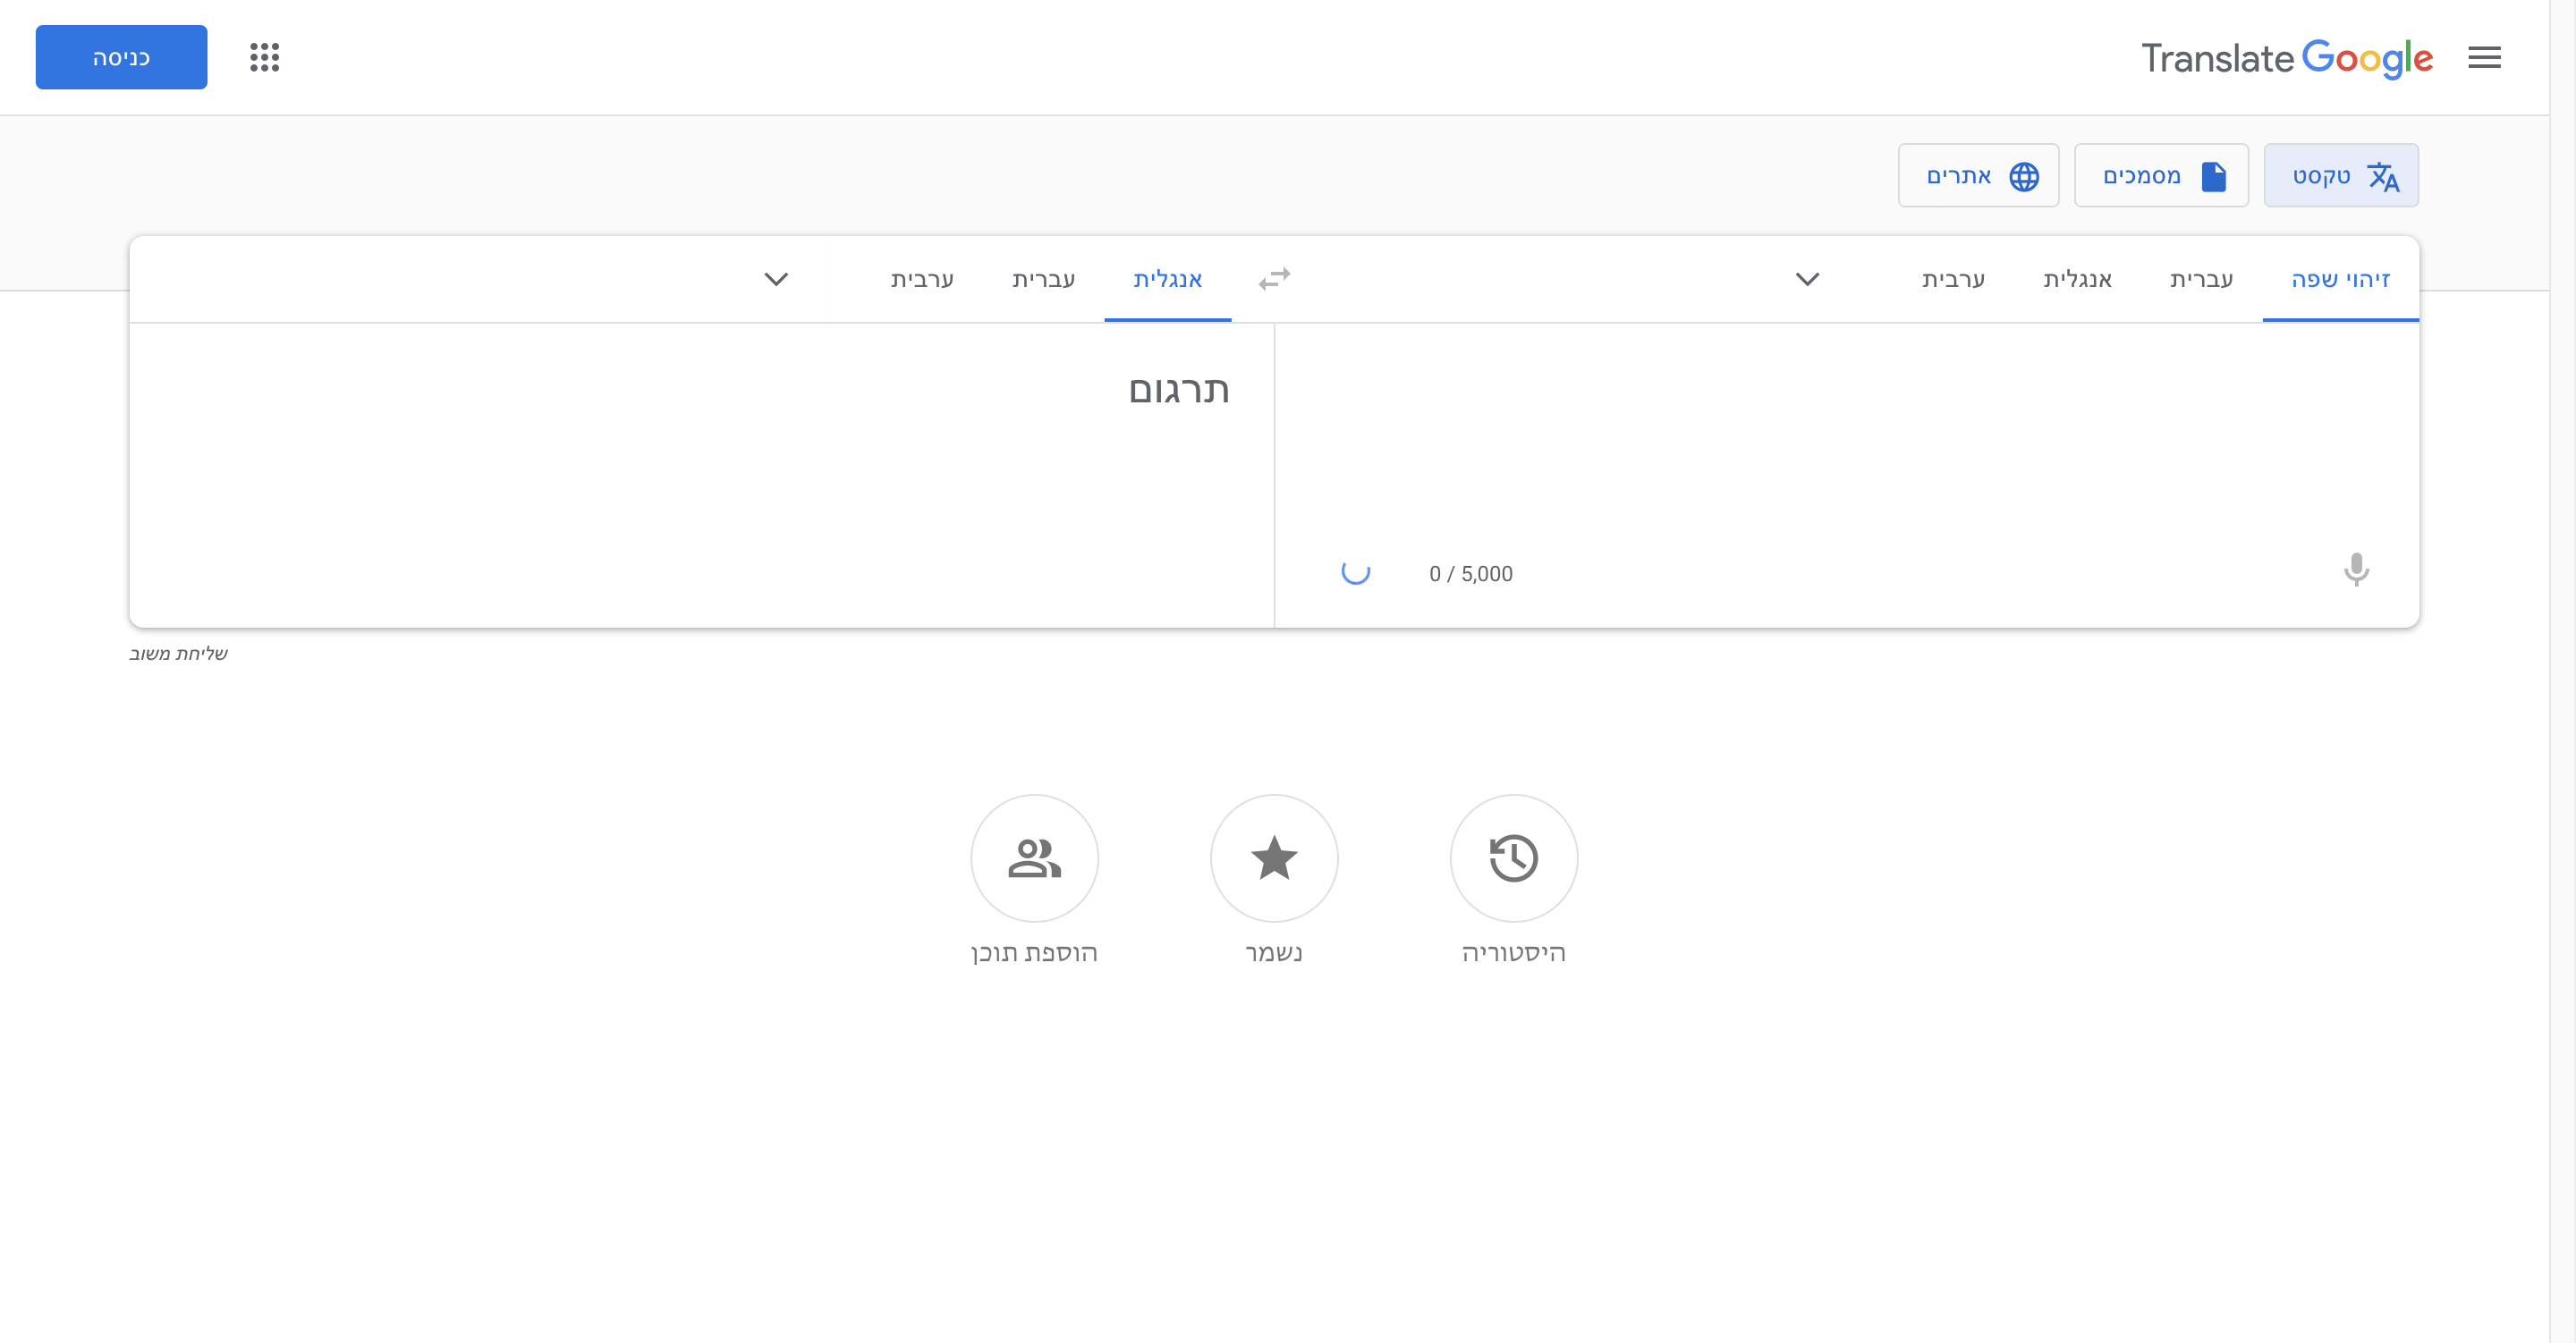 Google Translate
כניסה
טקסט
מסמכים
אתרים
זיהוי שפה
עברית
אנגלית
ערבית
אנגלית
עברית
ערבית
0 / 5,000
תרגום
שליחת משוב
היסטוריה
נשמר
הוספת תוכן